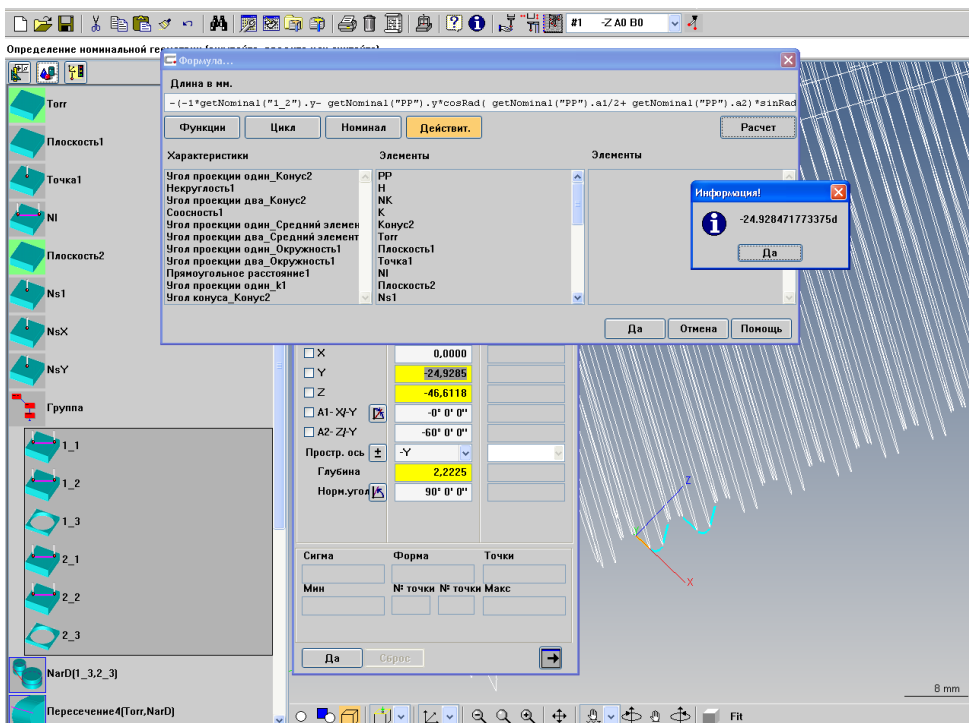 #1 -Z A0 B0
Определение номинальной
Формула...
Длина в мм.
-(-1*getNominal("1_2").y- getNominal("PP").y*cosRad( getNominal("PP").a1/2+ getNominal("PP").a2)*sinRad
Функции Цикл Номинал Действит. Расчет
Характеристики Элементы Элементы
Угол проекции один_Конус2
Некруглость1
Угол проекции два_Конус2
Соосность1
Угол проекции один_Средний элемен
Угол проекции два_Средний элемент
Угол проекции один_Окружность1
Угол проекции два_Окружность1
Прямоугольное расстояние1
Угол проекции один_k1
Угол конуса_Конус2
PP
H
NK
K
Конус2
Torr
Плоскость1
Точка1
NI
Плоскость2
Ns1
Да Отмена Помощь
Информация!
-24.928471773375d
Да
Torr
Плоскость1
Точка1
NI
Плоскость2
Ns1
NsX
NsY
Группа
1_1
1_2
1_3
2_1
2_2
2_3
NarD(1_3,2_3)
Пересечение4(Torr,NarD)
X 0,0000
Y -24,9285
Z -46,6118
A1- X/-Y -0° 0' 0"
A2- Z/-Y -60° 0' 0"
Простр. ось ± -Y
Глубина 2,2225
Норм.угол 90° 0' 0"
Сигма Форма Точки
Мин № точки № точки Макс
Да Сброс
Z
X
8 mm
Fit